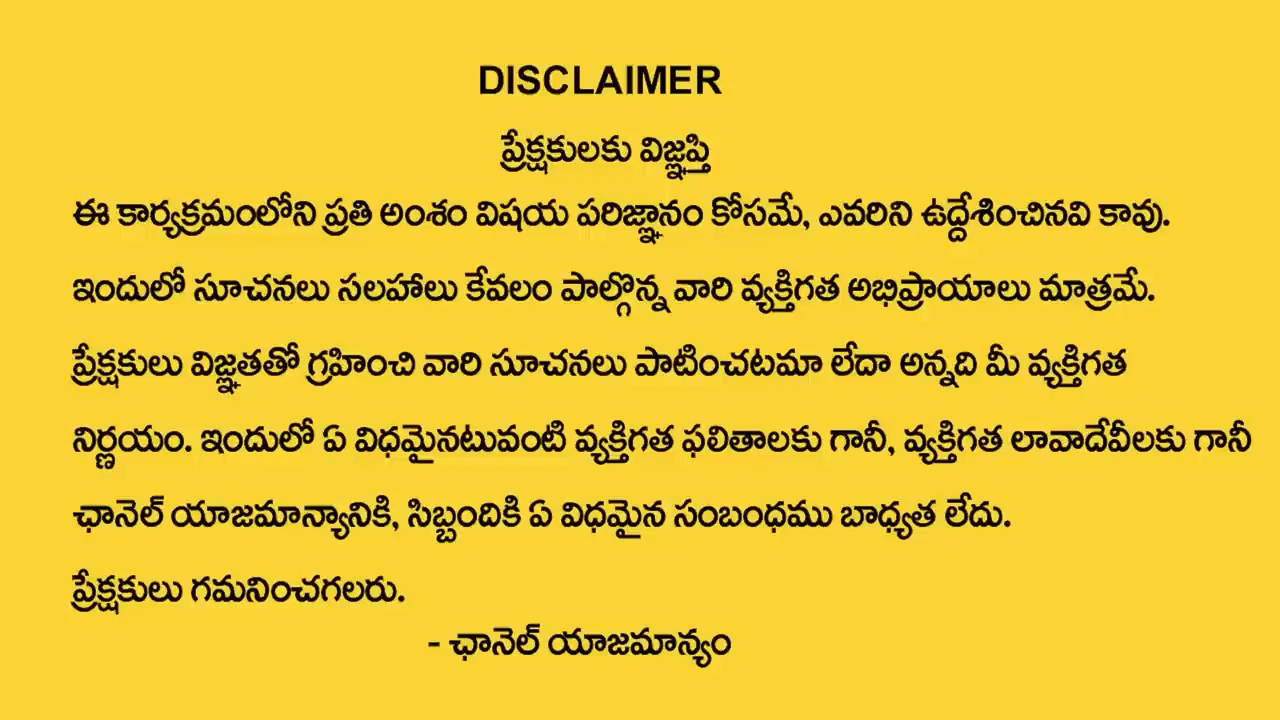 DISCLAIMER
ప్రేక్షకులకు విజ్ఞప్తి
ఈ కార్యక్రమంలోని ప్రతి అంశం విషయ పరిజ్ఞానం కోసమే, ఎవరిని ఉద్దేశించినవి కావు.
ఇందులో సూచనలు సలహాలు కేవలం పాల్గొన్న వారి వ్యక్తిగత అభిప్రాయాలు మాత్రమే.
ప్రేక్షకులు విజ్ఞతతో గ్రహించి వారి సూచనలు పాటించటమా లేదా అన్నది మీ వ్యక్తిగత
నిర్ణయం. ఇందులో ఏ విధమైనటువంటి వ్యక్తిగత ఫలితాలకు గానీ, వ్యక్తిగత లావాదేవీలకు గానీ
ఛానెల్ యాజమాన్యానికి, సిబ్బందికి ఏ విధమైన సంబంధము బాధ్యత లేదు.
ప్రేక్షకులు గమనించగలరు.
- ఛానెల్ యాజమాన్యం